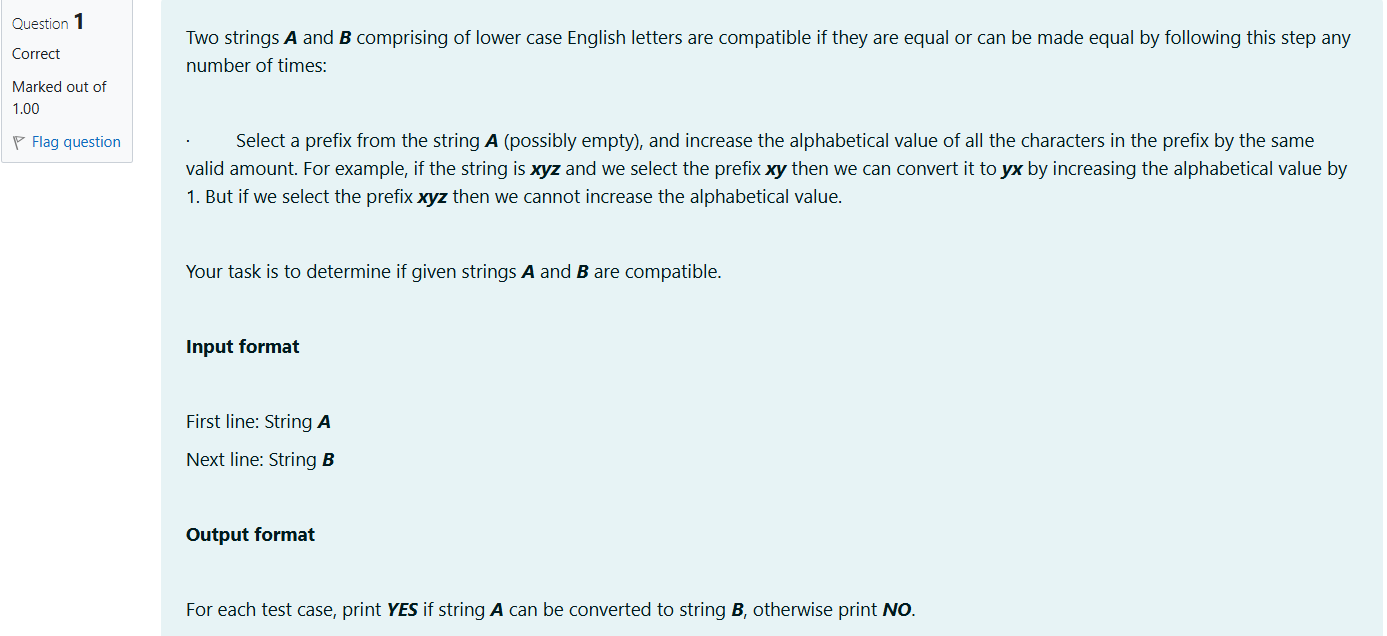 Question 1
Correct
Marked out of
1.00
Flag question
Two strings A and B comprising of lower case English letters are compatible if they are equal or can be made equal by following this step any
number of times:
· Select a prefix from the string A (possibly empty), and increase the alphabetical value of all the characters in the prefix by the same
valid amount. For example, if the string is xyz and we select the prefix xy then we can convert it to yx by increasing the alphabetical value by
1. But if we select the prefix xyz then we cannot increase the alphabetical value.
Your task is to determine if given strings A and B are compatible.
Input format
First line: String A
Next line: String B
Output format
For each test case, print YES if string A can be converted to string B, otherwise print NO.